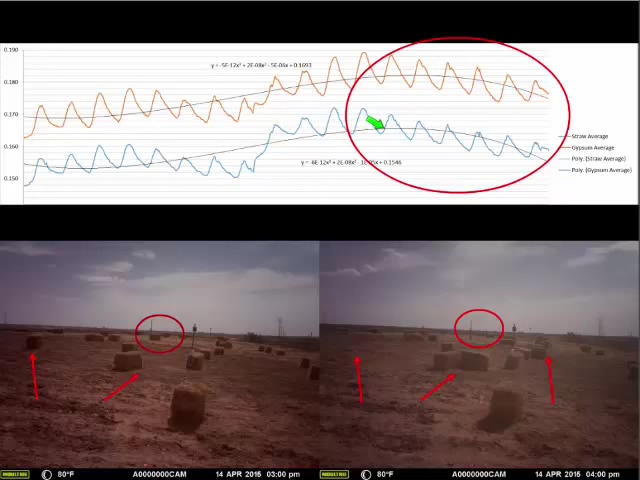 0.190
y = -5E-12x³ + 2E-08x² - 5E-06x + 0.1693
0.180
0.170
Straw Average
Gypsum Average
0.160
Poly. (Straw Average)
y = -6E-12x³ + 2E-08x² - 1E-05x + 0.1546
Poly. (Gypsum Average)
0.150
MOULTRIE 80°F A0000000CAM 14 APR 2015 03:00 pm
MOULTRIE 80°F A0000000CAM 14 APR 2015 04:00 pm